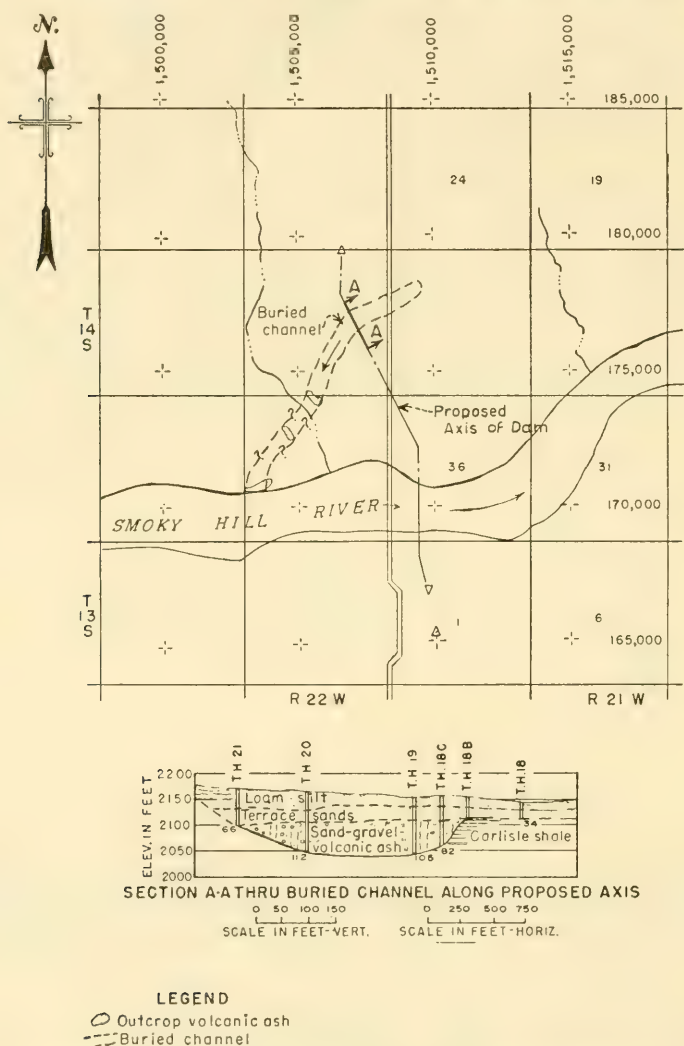 N.
1,500,000
1,505,000
1,510,000
1,515,000
185,000
24
19
180,000
A
Buried
channel
A
T
14
S
175,000
Proposed
Axis of Dam
36
31
170,000
SMOKY HILL RIVER
T
13
S
1
6
165,000
R 22 W
R 21 W
T.H. 21
T.H. 20
T.H. 19
T.H. 18C
T.H. 18B
T.H. 18
ELEV. IN FEET
2200
2150
2100
2050
2000
Loam - silt
Terrace sands
Sand-gravel-
volcanic ash
Carlisle shale
66
112
106
82
34
SECTION A-A THRU BURIED CHANNEL ALONG PROPOSED AXIS
0 50 100 150
SCALE IN FEET-VERT.
0 250 500 750
SCALE IN FEET-HORIZ.
LEGEND
Outcrop volcanic ash
Buried channel
? ? ? ?